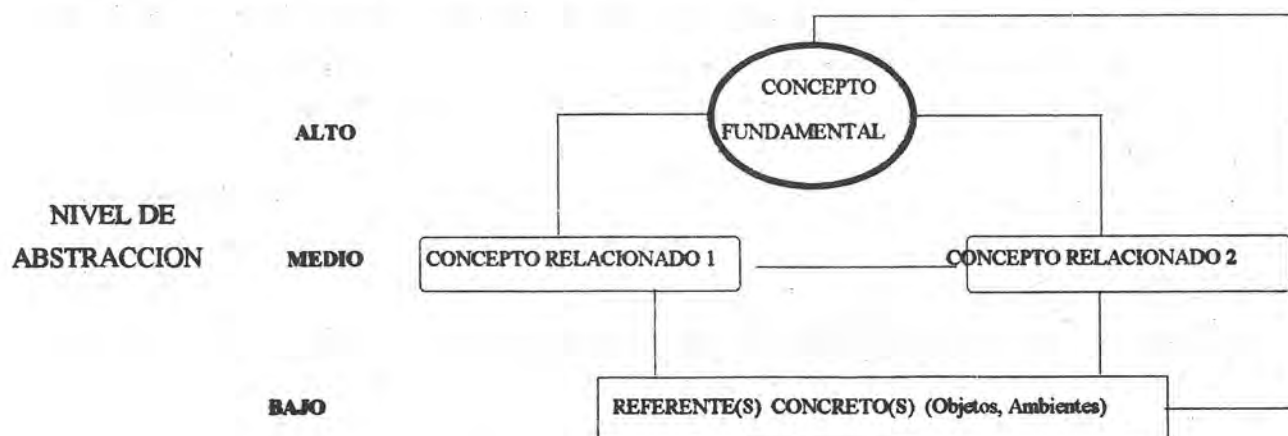 CONCEPTO
FUNDAMENTAL
ALTO
NIVEL DE
ABSTRACCION
MEDIO
CONCEPTO RELACIONADO 1
CONCEPTO RELACIONADO 2
BAJO
REFERENTE(S) CONCRETO(S) (Objetos, Ambientes)